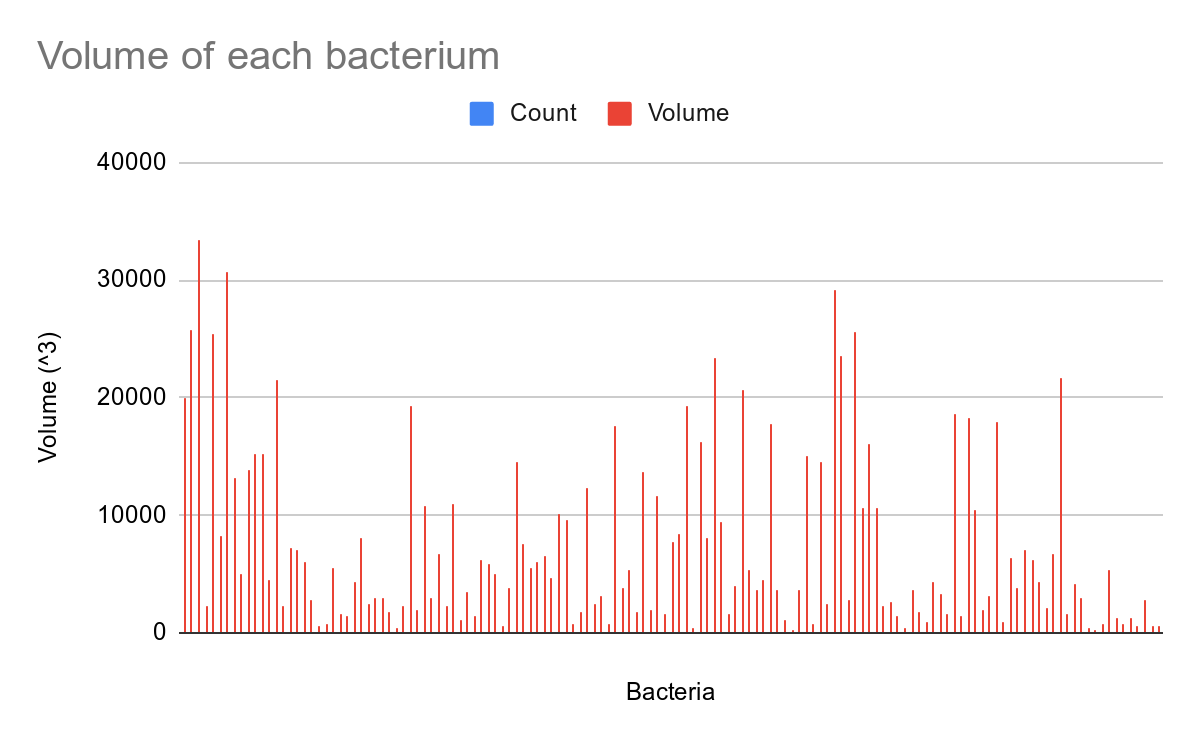 Volume of each bacterium
Count Volume
40000
30000
20000
10000
0
Volume (^3)
Bacteria